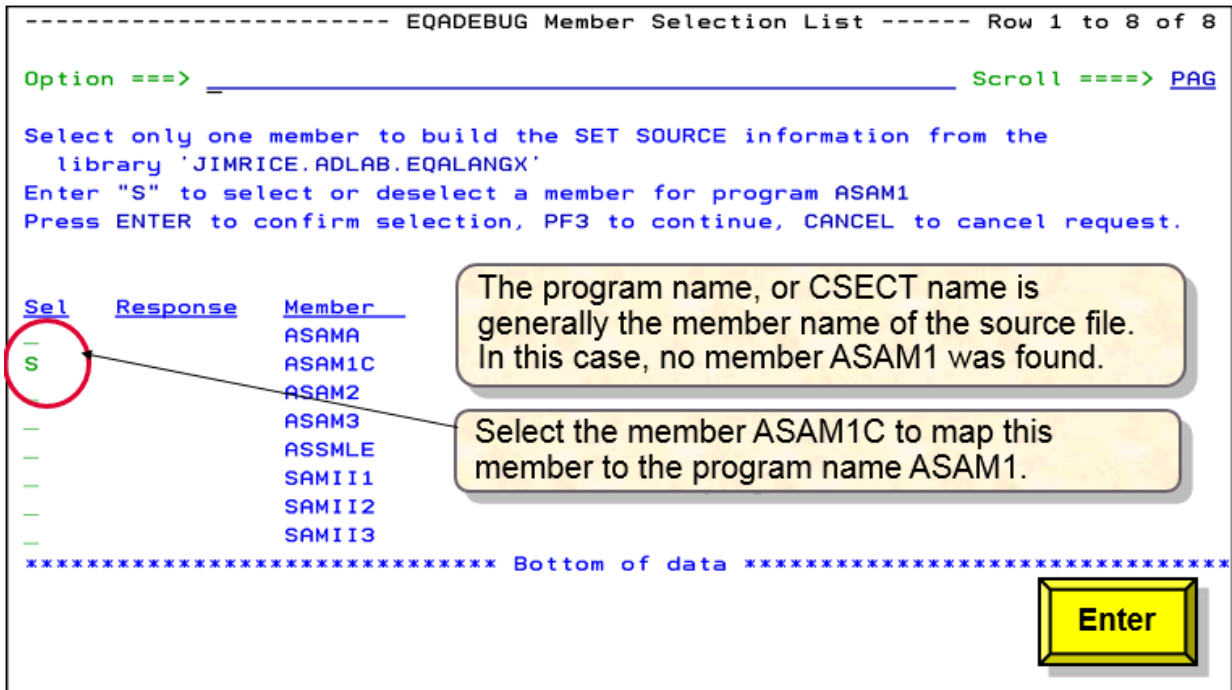 ------------------------ EQADEBUG Member Selection List ------ Row 1 to 8 of 8
Option ===> _ Scroll ====> PAG
Select only one member to build the SET SOURCE information from the
library 'JIMRICE.ADLAB.EQALANGX'
Enter "S" to select or deselect a member for program ASAM1
Press ENTER to confirm selection, PF3 to continue, CANCEL to cancel request.
The program name, or CSECT name is
generally the member name of the source file.
In this case, no member ASAM1 was found.
Sel Response Member
_ ASAMA
S ASAM1C
_ ASAM2
_ ASAM3
_ ASSMLE
_ SAMII1
_ SAMII2
_ SAMII3
Select the member ASAM1C to map this
member to the program name ASAM1.
******************************* Bottom of data ********************************
Enter